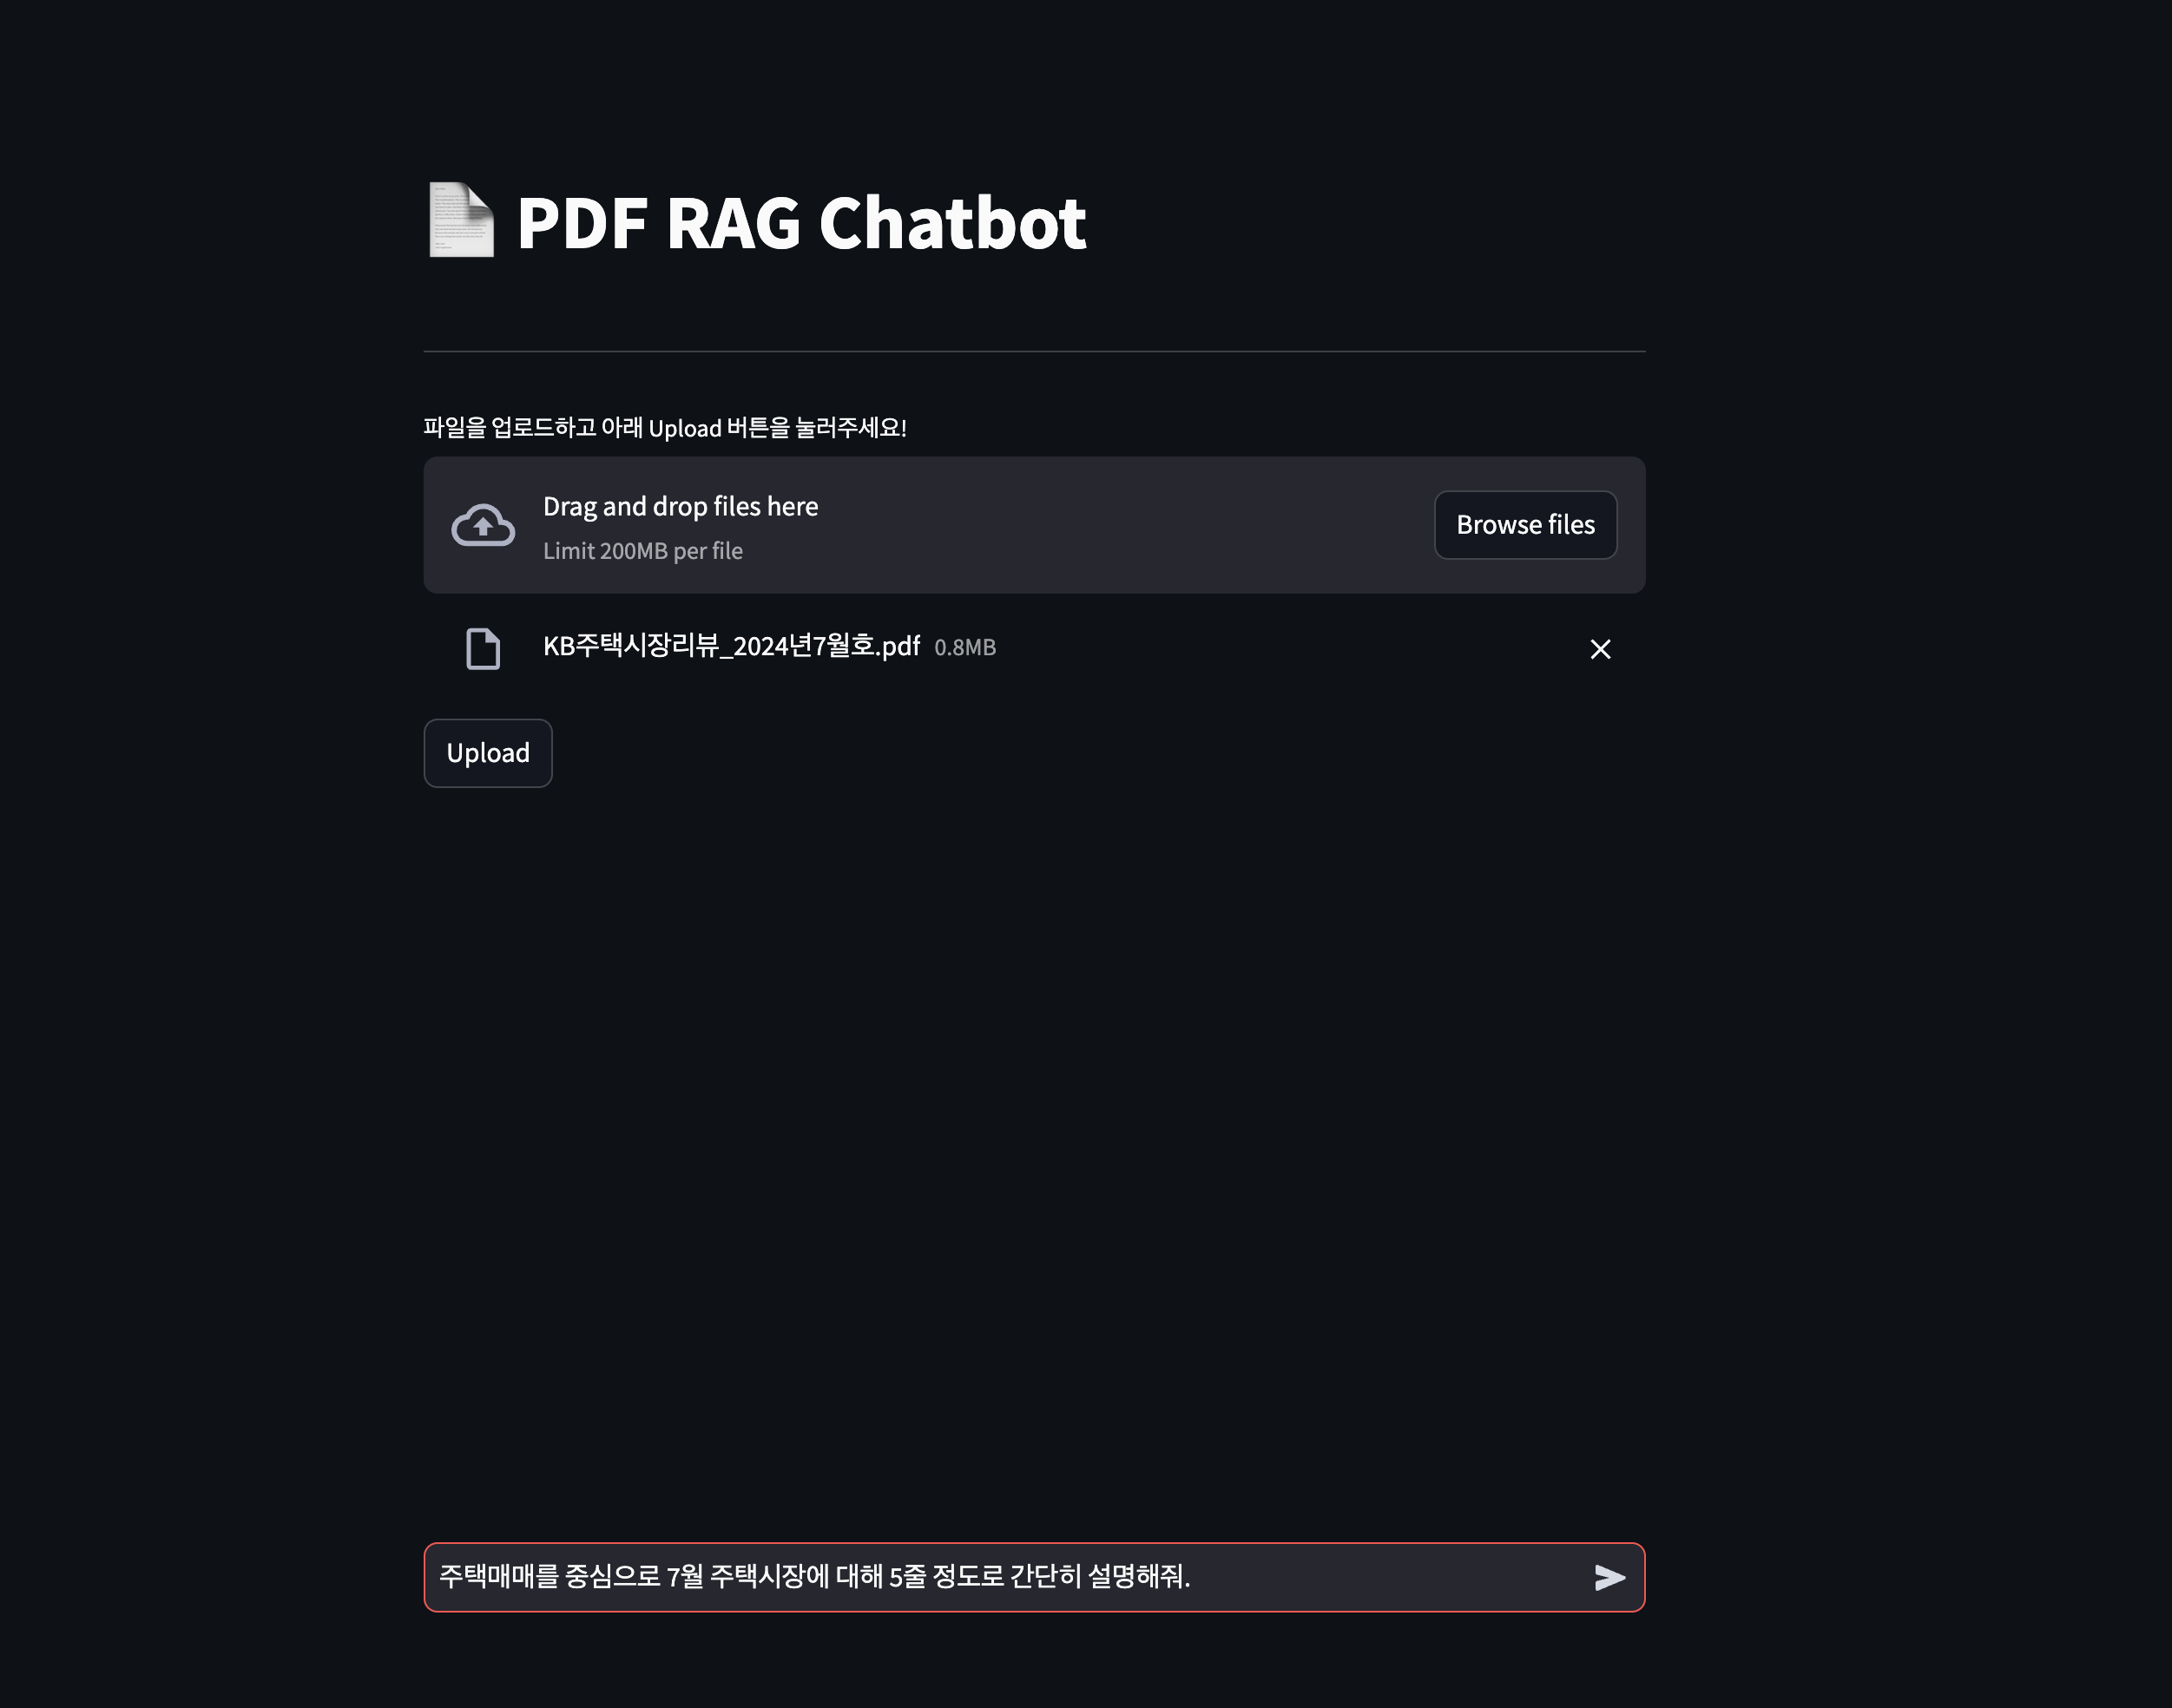 PDF RAG Chatbot
파일을 업로드하고 아래 Upload 버튼을 눌러주세요!
Drag and drop files here
Limit 200MB per file
Browse files
KB주택시장리뷰_2024년7월호.pdf 0.8MB
Upload
주택매매를 중심으로 7월 주택시장에 대해 5줄 정도로 간단히 설명해줘.